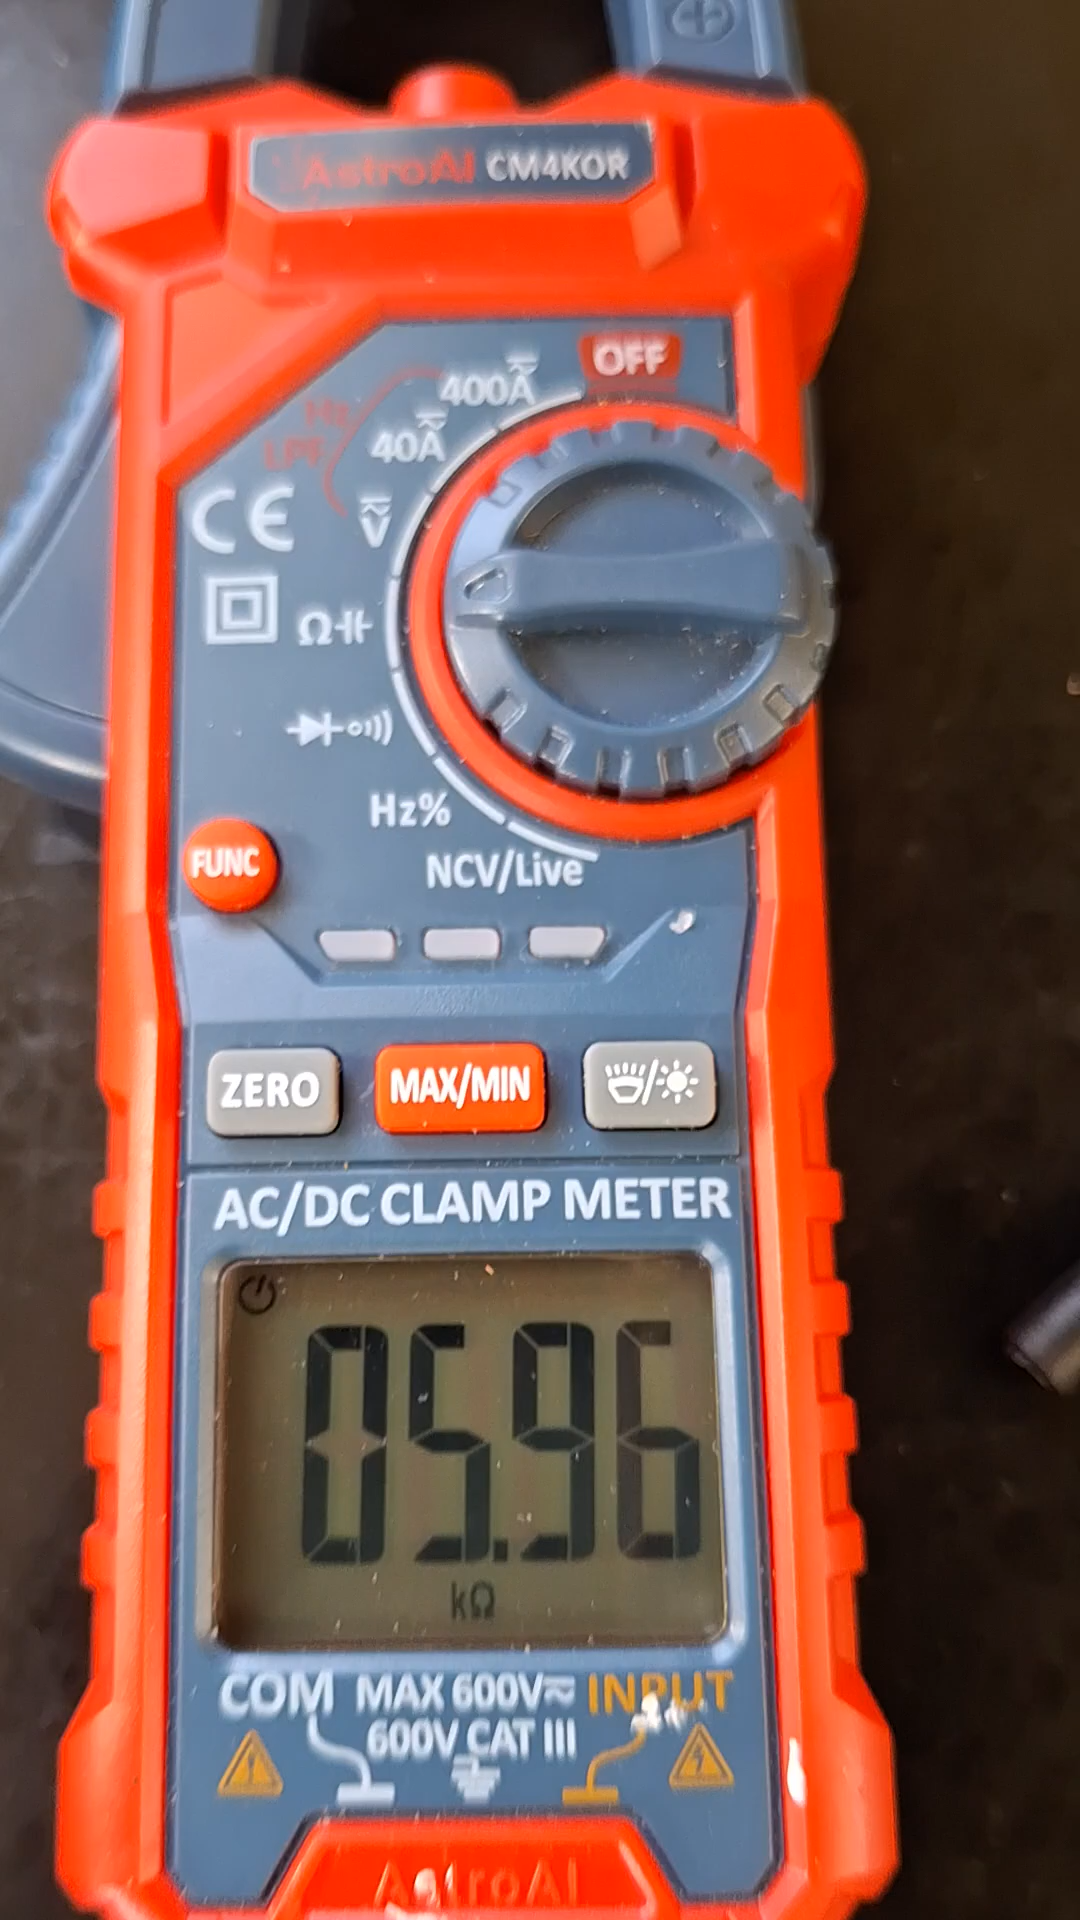 AstroAI CM4K0R
OFF
400A
Hz
40A
LPF
V
CE
Ω
Hz%
FUNC
NCV/Live
ZERO
MAX/MIN
AC/DC CLAMP METER
05.96
kΩ
COM MAX 600V INPUT
600V CAT III
AstroAI